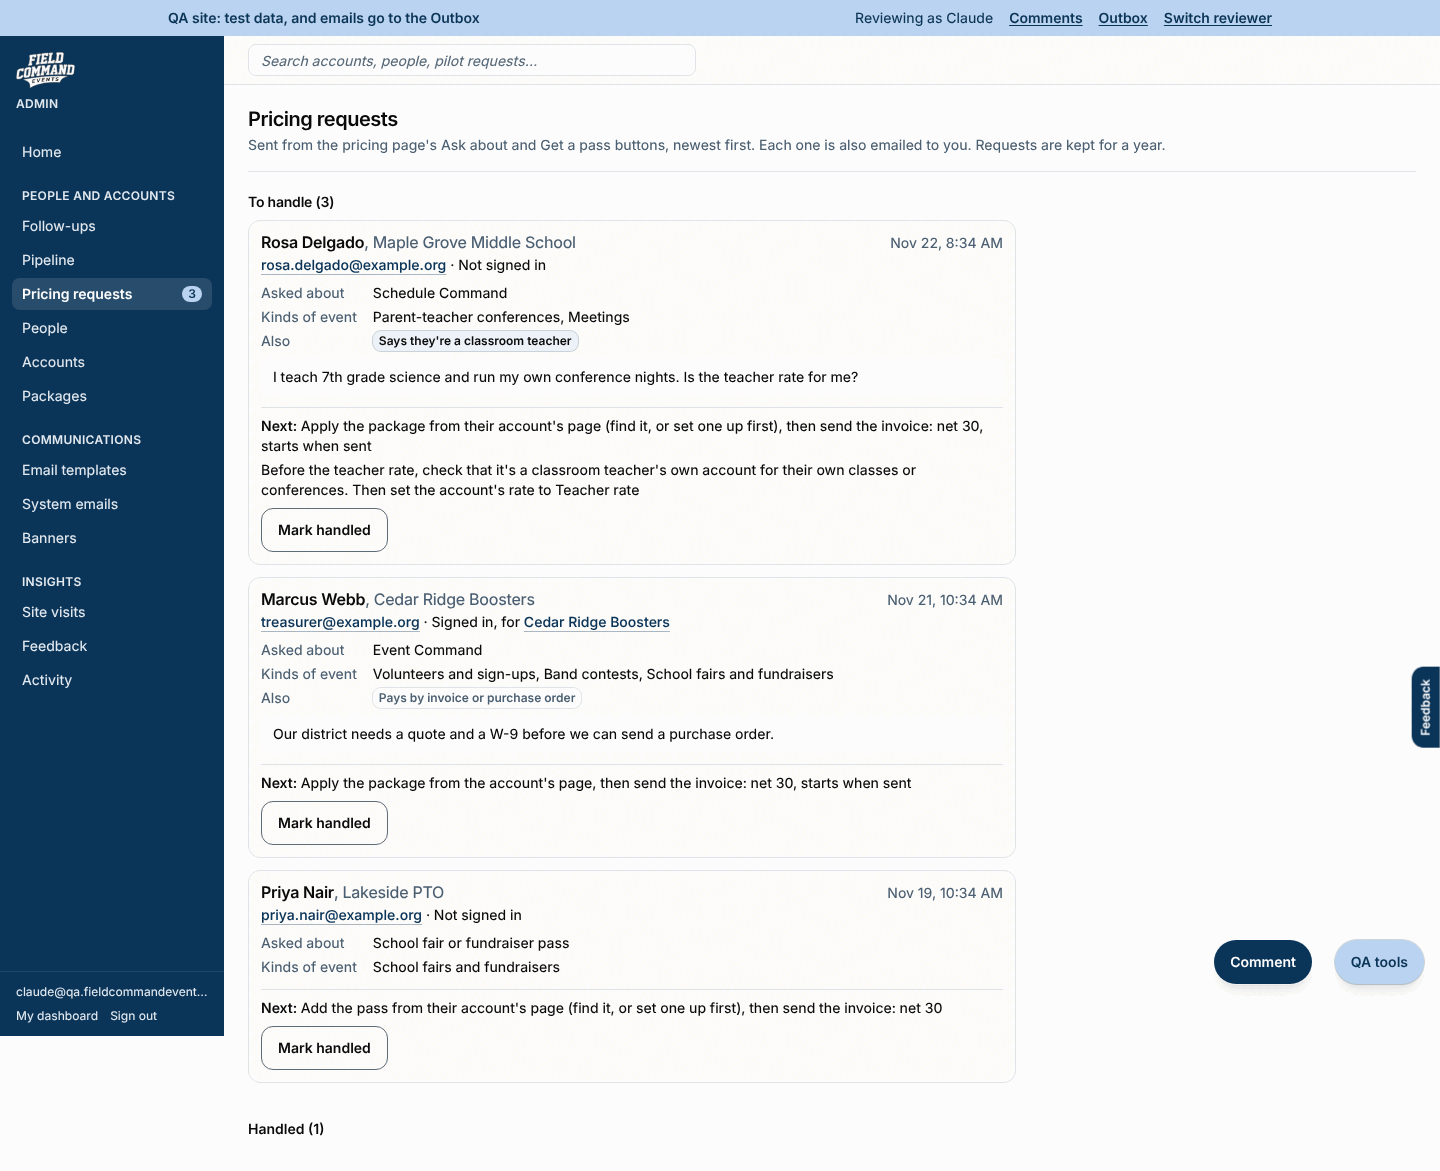 QA site: test data, and emails go to the Outbox
Reviewing as Claude Comments Outbox Switch reviewer
FIELD
COMMAND
EVENTS
ADMIN
Home
PEOPLE AND ACCOUNTS
Follow-ups
Pipeline
Pricing requests 3
People
Accounts
Packages
COMMUNICATIONS
Email templates
System emails
Banners
INSIGHTS
Site visits
Feedback
Activity
claude@qa.fieldcommandevent...
My dashboard Sign out
Search accounts, people, pilot requests...
Pricing requests
Sent from the pricing page's Ask about and Get a pass buttons, newest first. Each one is also emailed to you. Requests are kept for a year.
To handle (3)
Rosa Delgado, Maple Grove Middle School Nov 22, 8:34 AM
rosa.delgado@example.org · Not signed in
Asked about Schedule Command
Kinds of event Parent-teacher conferences, Meetings
Also Says they're a classroom teacher
I teach 7th grade science and run my own conference nights. Is the teacher rate for me?
Next: Apply the package from their account's page (find it, or set one up first), then send the invoice: net 30,
starts when sent
Before the teacher rate, check that it's a classroom teacher's own account for their own classes or
conferences. Then set the account's rate to Teacher rate
Mark handled
Marcus Webb, Cedar Ridge Boosters Nov 21, 10:34 AM
treasurer@example.org · Signed in, for Cedar Ridge Boosters
Asked about Event Command
Kinds of event Volunteers and sign-ups, Band contests, School fairs and fundraisers
Also Pays by invoice or purchase order
Our district needs a quote and a W-9 before we can send a purchase order.
Next: Apply the package from the account's page, then send the invoice: net 30, starts when sent
Mark handled
Priya Nair, Lakeside PTO Nov 19, 10:34 AM
priya.nair@example.org · Not signed in
Asked about School fair or fundraiser pass
Kinds of event School fairs and fundraisers
Next: Add the pass from their account's page (find it, or set one up first), then send the invoice: net 30
Mark handled
Handled (1)
Feedback
Comment
QA tools